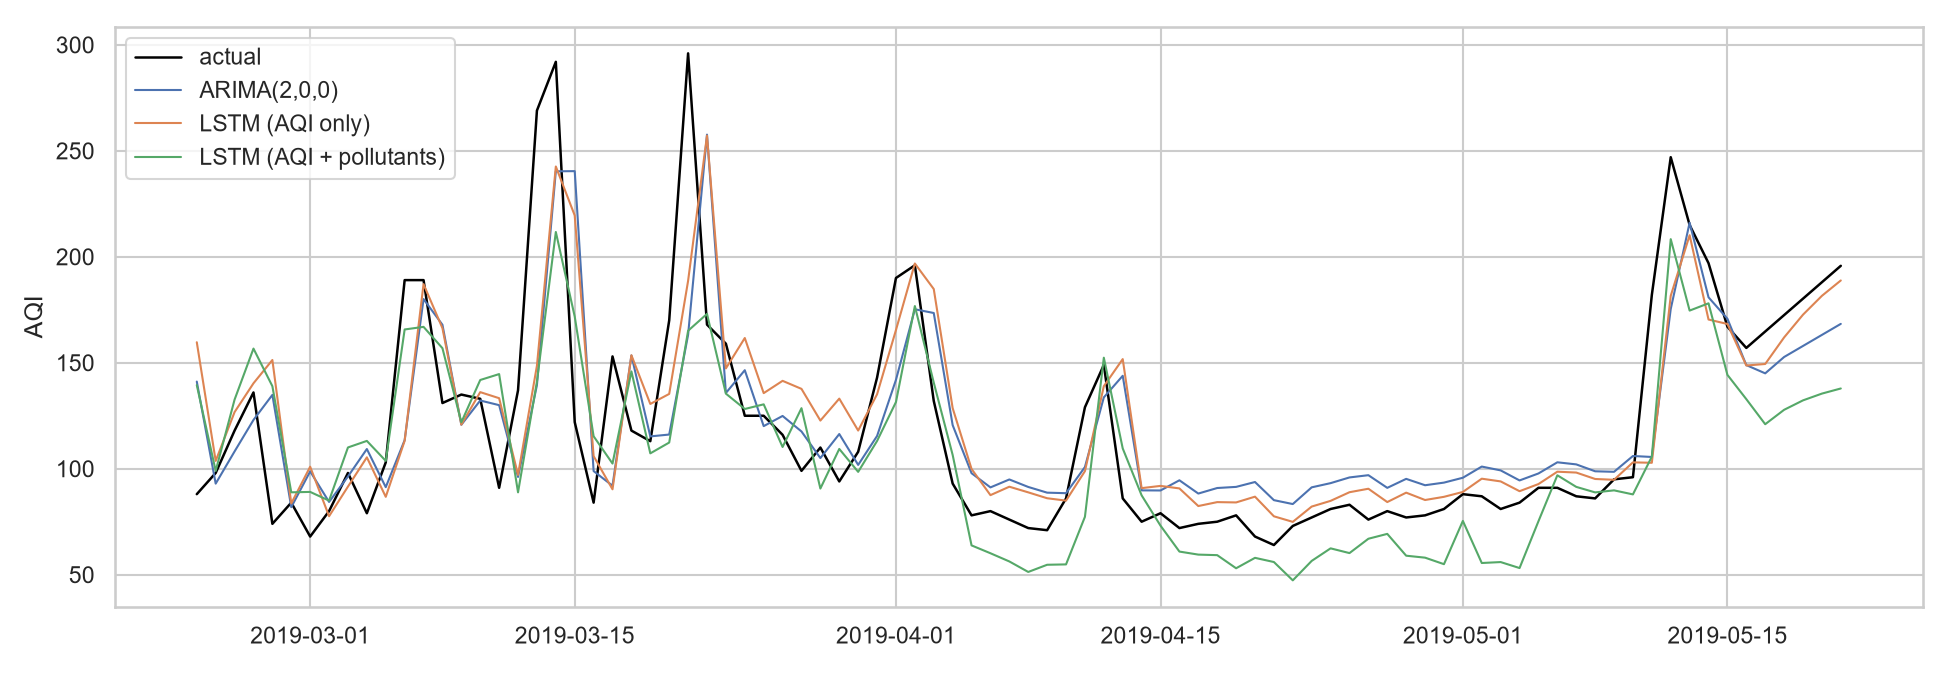 300
250
200
150
100
50
AQI
actual
ARIMA(2,0,0)
LSTM (AQI only)
LSTM (AQI + pollutants)
2019-03-01
2019-03-15
2019-04-01
2019-04-15
2019-05-01
2019-05-15